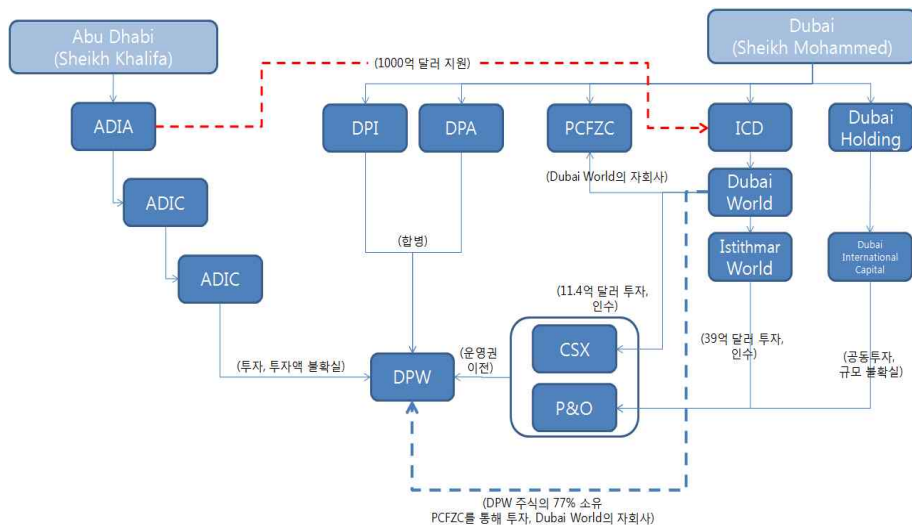 Abu Dhabi
(Sheikh Khalifa)
Dubai
(Sheikh Mohammed)
(1000억 달러 지원)
ADIA
DPI
DPA
PCFZC
ICD
Dubai
Holding
(Dubai World의 자회사)
Dubai
World
ADIC
(합병)
Istithmar
World
Dubai
International
Capital
ADIC
(11.4억 달러 투자,
인수)
(39억 달러 투자,
인수)
(공동투자,
규모 불확실)
CSX
(투자, 투자액 불확실)
DPW
(운영권
이전)
P&O
(DPW 주식의 77% 소유
PCFZC를 통해 투자, Dubai World의 자회사)